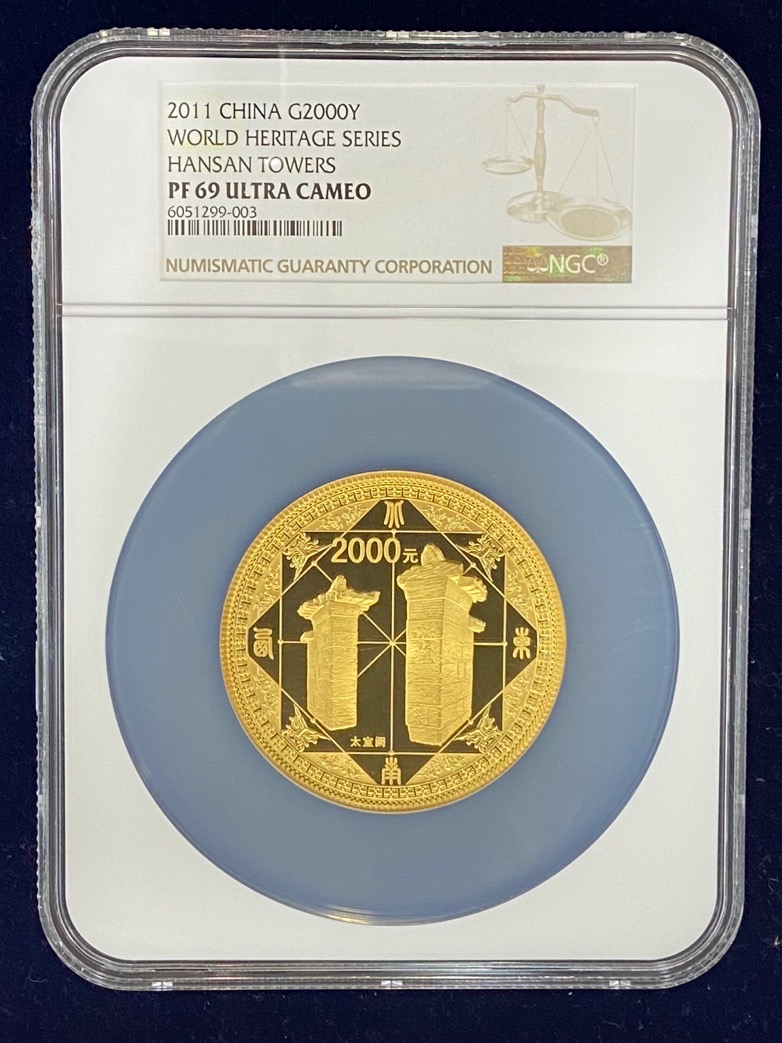 2011 CHINA G2000Y
WORLD HERITAGE SERIES
HANSAN TOWERS
PF 69 ULTRA CAMEO
6051299-003
NUMISMATIC GUARANTY CORPORATION
NGC®
2000元
太室阙